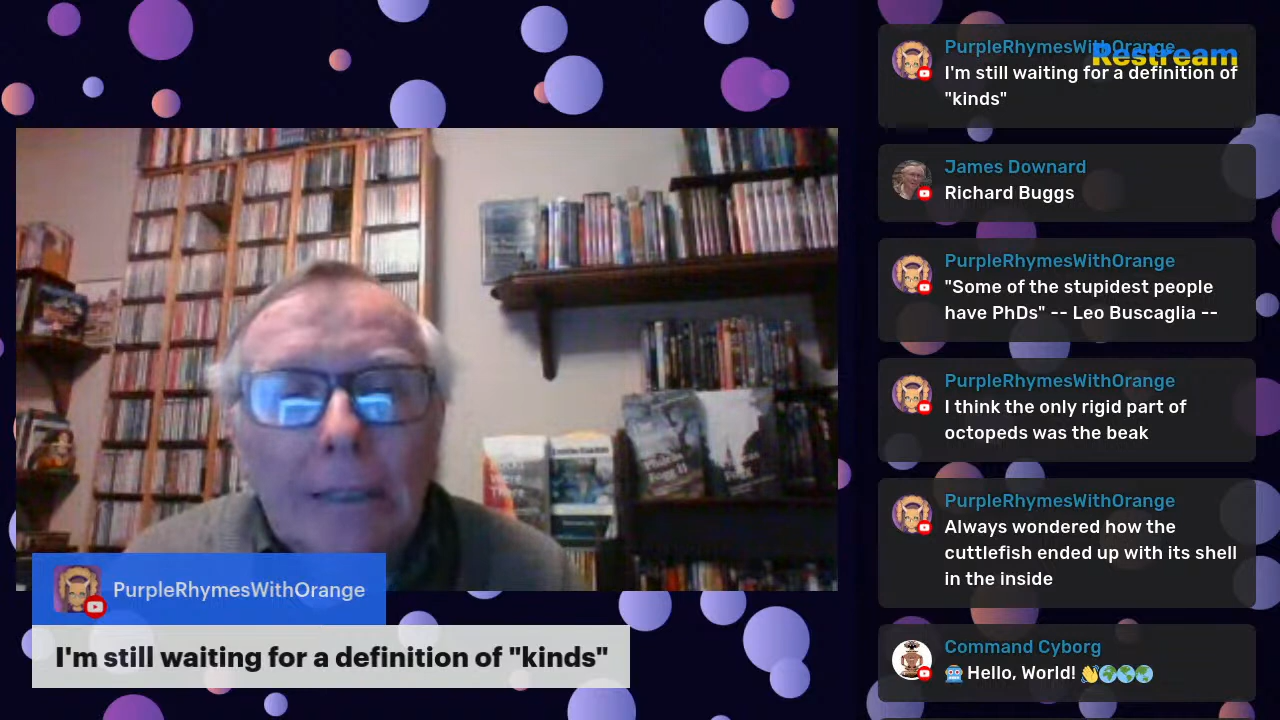 PurpleRhymesWithOrange
Restream
I'm still waiting for a definition of
"kinds"
James Downard
Richard Buggs
PurpleRhymesWithOrange
"Some of the stupidest people
have PhDs" -- Leo Buscaglia --
PurpleRhymesWithOrange
I think the only rigid part of
octopeds was the beak
PurpleRhymesWithOrange
Always wondered how the
cuttlefish ended up with its shell
in the inside
Command Cyborg
🤖Hello, World! 👋🌏🌏🌏
PurpleRhymesWithOrange
I'm still waiting for a definition of "kinds"